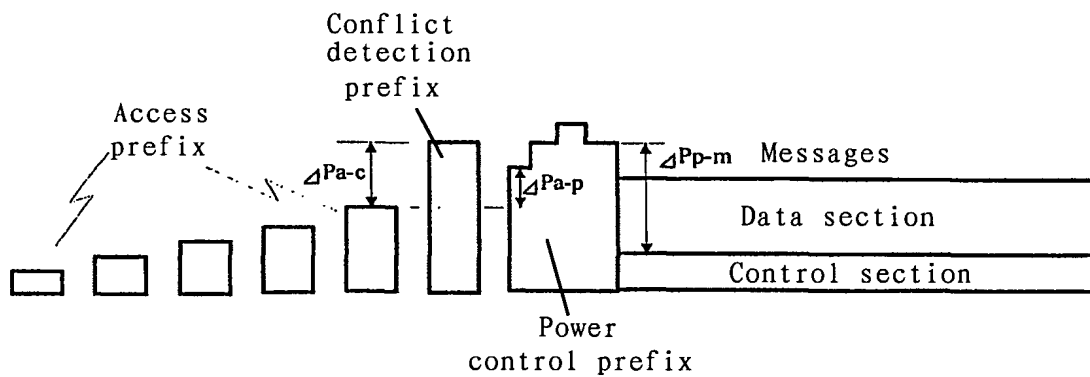 Conflict
detection
prefix
Access
prefix
⊿Pa-c
⊿Pa-p
⊿Pp-m
Messages
Data section
Control section
Power
control prefix